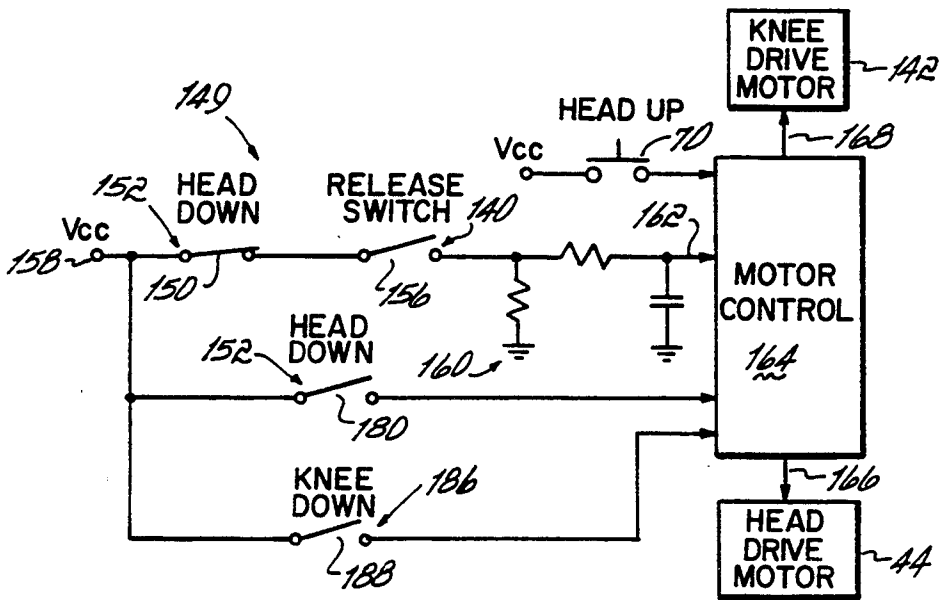 KNEE
DRIVE
MOTOR
142
149
HEAD UP
168
Vcc
70
152
HEAD
DOWN
RELEASE
SWITCH
140
162
Vcc
158
150
156
MOTOR
CONTROL
164
HEAD
DOWN
152
160
180
KNEE
DOWN
186
188
166
HEAD
DRIVE
MOTOR
44